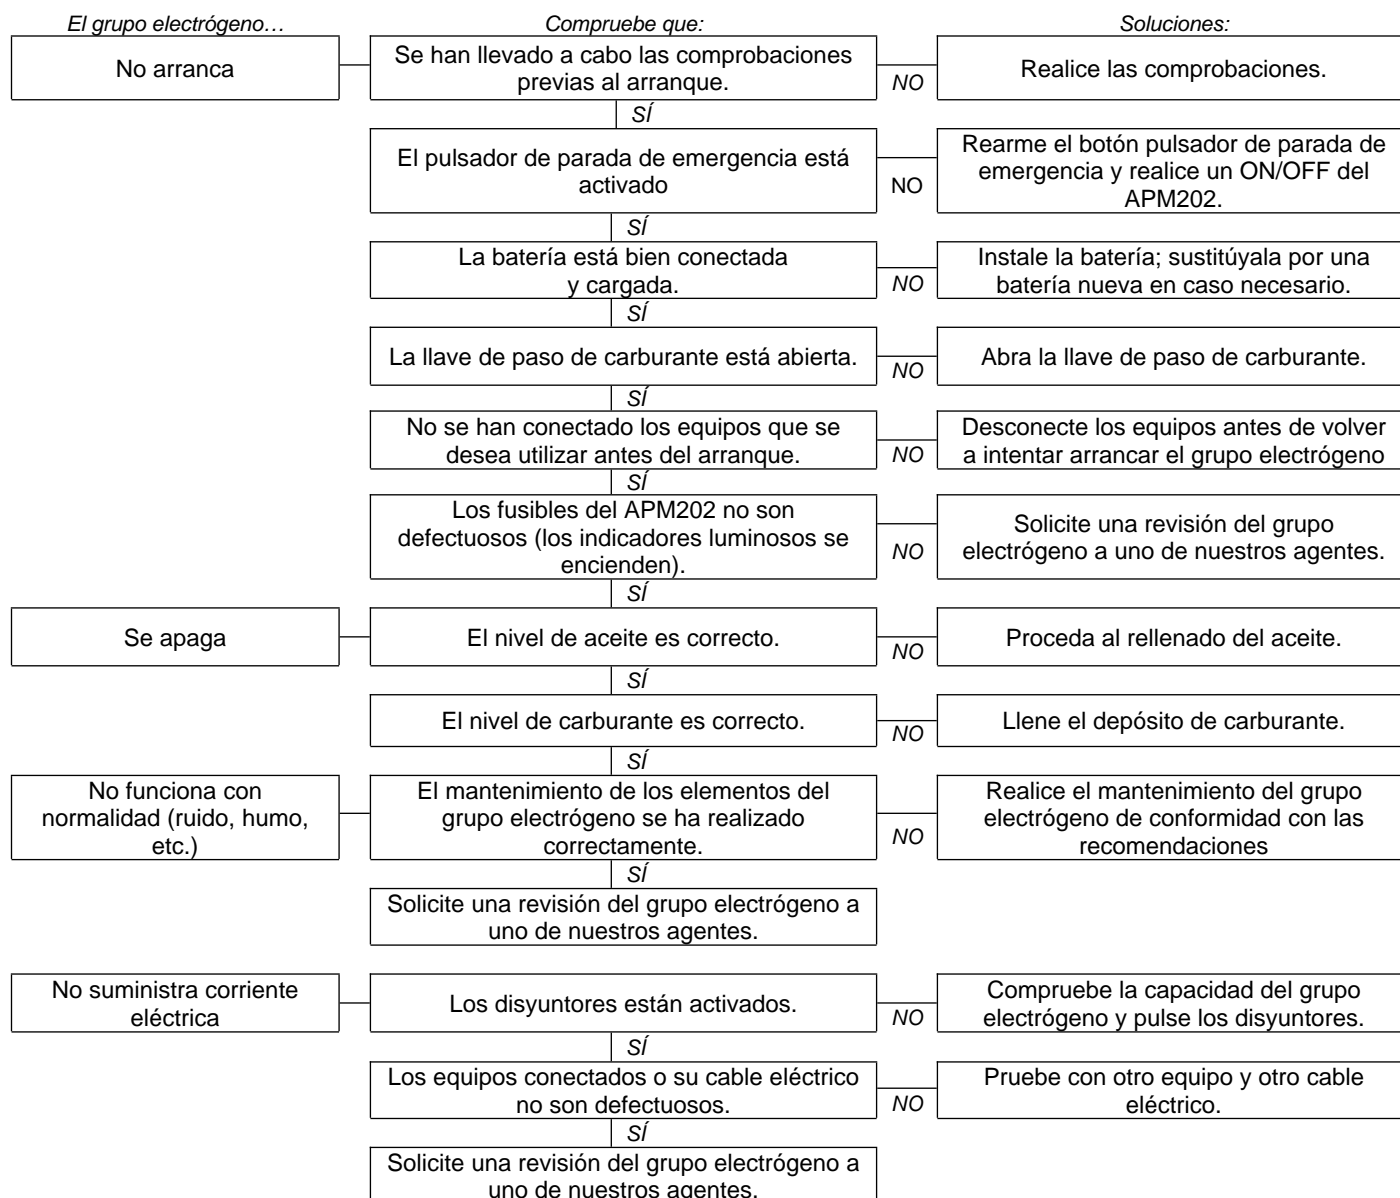 El grupo electrógeno…
Compruebe que:
Soluciones:
No arranca
Se han llevado a cabo las comprobaciones
previas al arranque.
NO
Realice las comprobaciones.
SÍ
El pulsador de parada de emergencia está
activado
NO
Rearme el botón pulsador de parada de
emergencia y realice un ON/OFF del
APM202.
SÍ
La batería está bien conectada
y cargada.
NO
Instale la batería; sustitúyala por una
batería nueva en caso necesario.
SÍ
La llave de paso de carburante está abierta.
NO
Abra la llave de paso de carburante.
SÍ
No se han conectado los equipos que se
desea utilizar antes del arranque.
NO
Desconecte los equipos antes de volver
a intentar arrancar el grupo electrógeno
SÍ
Los fusibles del APM202 no son
defectuosos (los indicadores luminosos se
encienden).
NO
Solicite una revisión del grupo
electrógeno a uno de nuestros agentes.
SÍ
Se apaga
El nivel de aceite es correcto.
NO
Proceda al rellenado del aceite.
SÍ
El nivel de carburante es correcto.
NO
Llene el depósito de carburante.
SÍ
No funciona con
normalidad (ruido, humo,
etc.)
El mantenimiento de los elementos del
grupo electrógeno se ha realizado
correctamente.
NO
Realice el mantenimiento del grupo
electrógeno de conformidad con las
recomendaciones
SÍ
Solicite una revisión del grupo electrógeno a
uno de nuestros agentes.
No suministra corriente
eléctrica
Los disyuntores están activados.
NO
Compruebe la capacidad del grupo
electrógeno y pulse los disyuntores.
SÍ
Los equipos conectados o su cable eléctrico
no son defectuosos.
NO
Pruebe con otro equipo y otro cable
eléctrico.
SÍ
Solicite una revisión del grupo electrógeno a
uno de nuestros agentes.